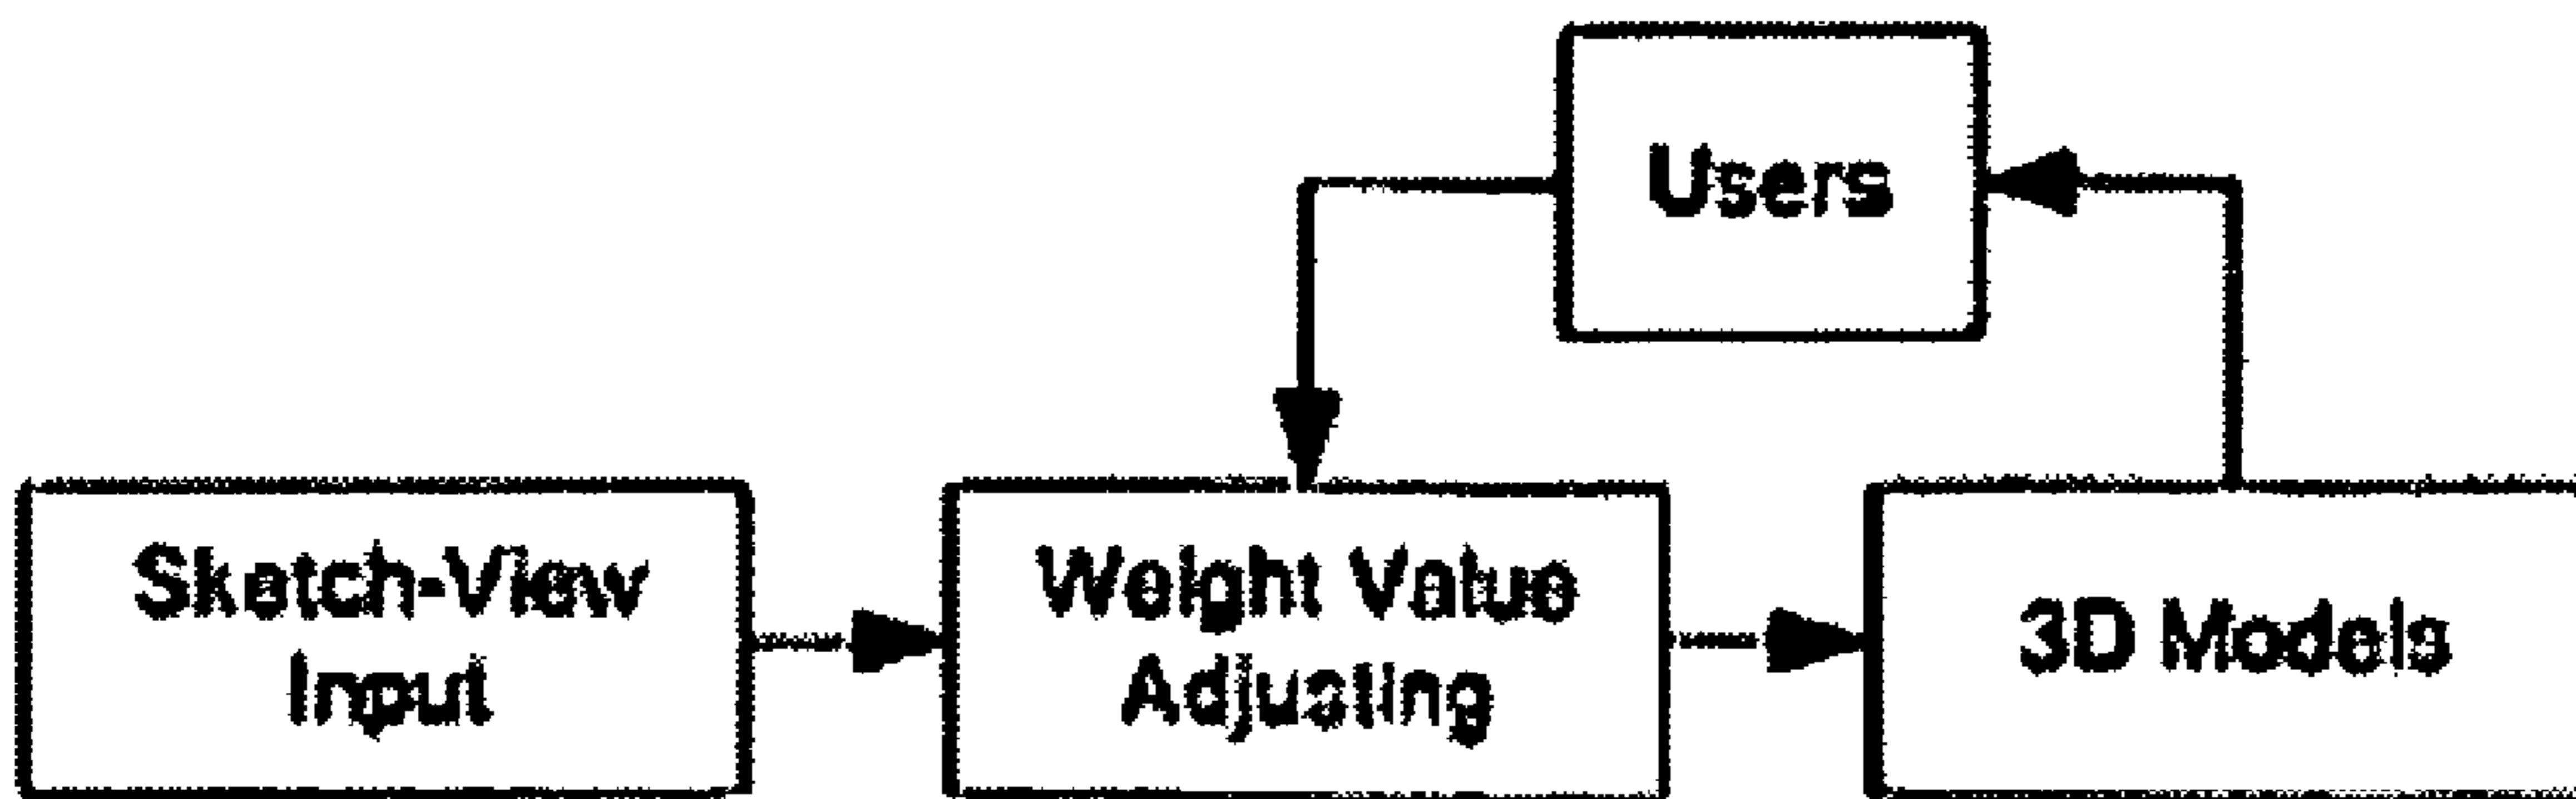 Users
Sketch-View
Input
Weight Value
Adjusting
3D Models